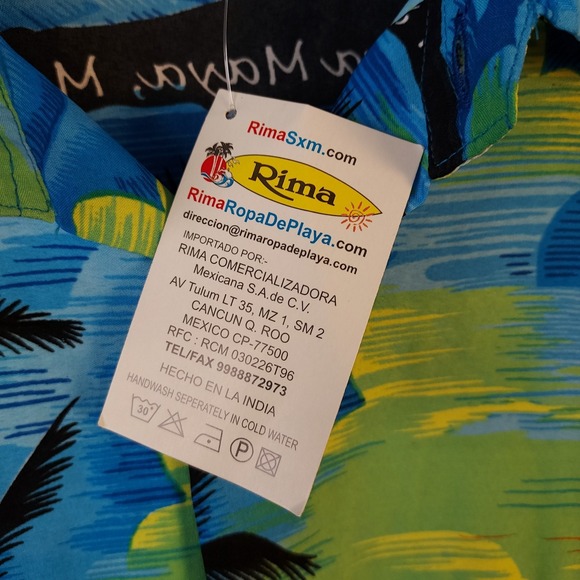 a Maya, M
RimaSxm.com
Rima
RimaRopaDePlaya.com
direccion@rimaropadeplaya.com
IMPORTADO POR:-
RIMA COMERCIALIZADORA
Mexicana S.A.de C.V.
AV Tulum LT 35, MZ 1, SM 2
CANCUN Q. ROO
MEXICO CP-77500
RFC : RCM 030226T96
TEL/FAX 9988872973
HECHO EN LA INDIA
HANDWASH SEPERATELY IN COLD WATER
30° P